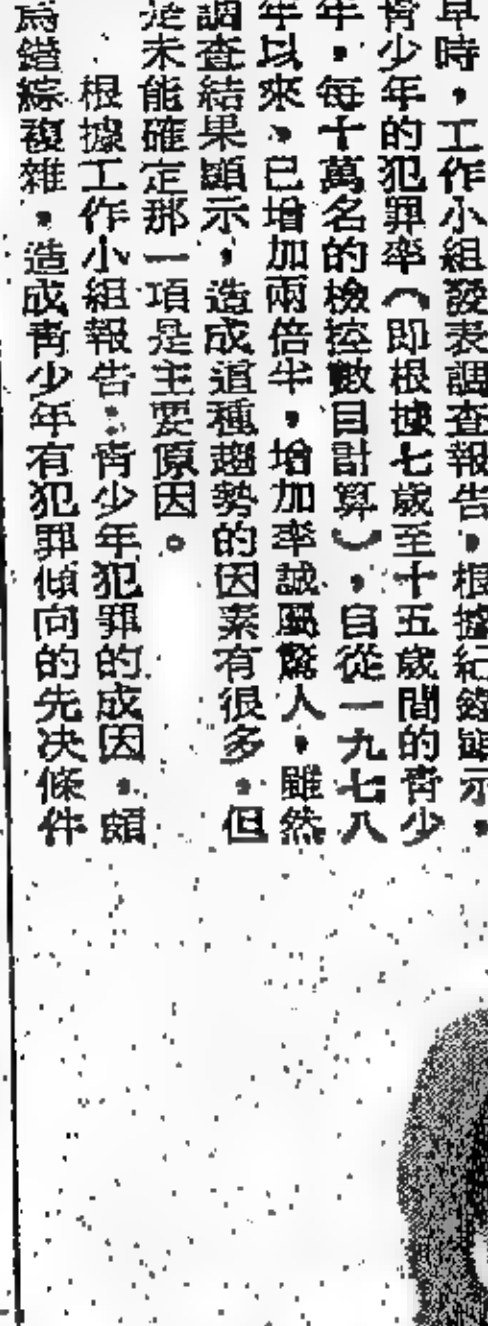 早時，工作小組發表調查報告，根據紀錄顯示，
青少年的犯罪率（即根據七歲至十五歲間的青少
年，每十萬名的檢控數目計算），自從一九七八
年以來，已增加兩倍半，增加率誠屬驚人，雖然
調查結果顯示，造成這種趨勢的因素有很多，但
是未能確定那一項是主要原因。
根據工作小組報告：青少年犯罪的成因，頗
為錯綜複雜，造成青少年有犯罪傾向的先決條件